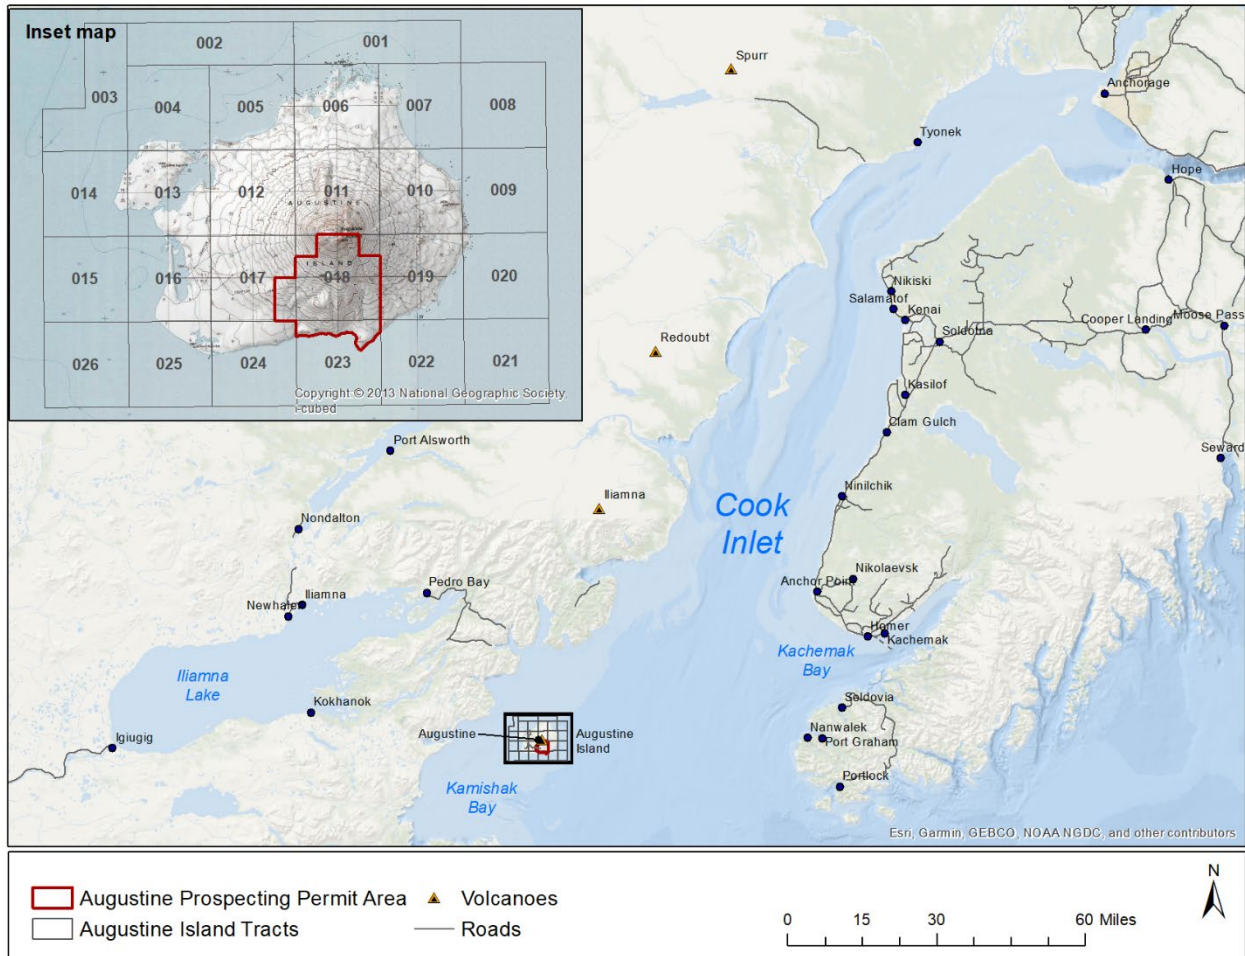 Inset map
002
001
003
004
005
006
007
008
014
013
012
011
010
009
AUGUSTINE
ISLAND
015
016
017
018
019
020
026
025
024
023
022
021
Copyright © 2013 National Geographic Society,
i-cubed
Spurr
Anchorage
Tyonek
Hope
Nikiski
Salamatof
Kenai
Cooper Landing
Moose Pass
Soldotna
Redoubt
Kasilof
Clam Gulch
Port Alsworth
Seward
Iliamna
Ninilchik
Cook
Inlet
Nondalton
Nikolaevsk
Pedro Bay
Anchor Point
Iliamna
Newhalen
Homer
Kachemak
Kachemak
Bay
Iliamna
Lake
Kokhanok
Seldovia
Igiugig
Augustine
Augustine
Island
Nanwalek
Port Graham
Kamishak
Bay
Portlock
Esri, Garmin, GEBCO, NOAA NGDC, and other contributors
Augustine Prospecting Permit Area
Volcanoes
Augustine Island Tracts
Roads
0 15 30 60 Miles
N